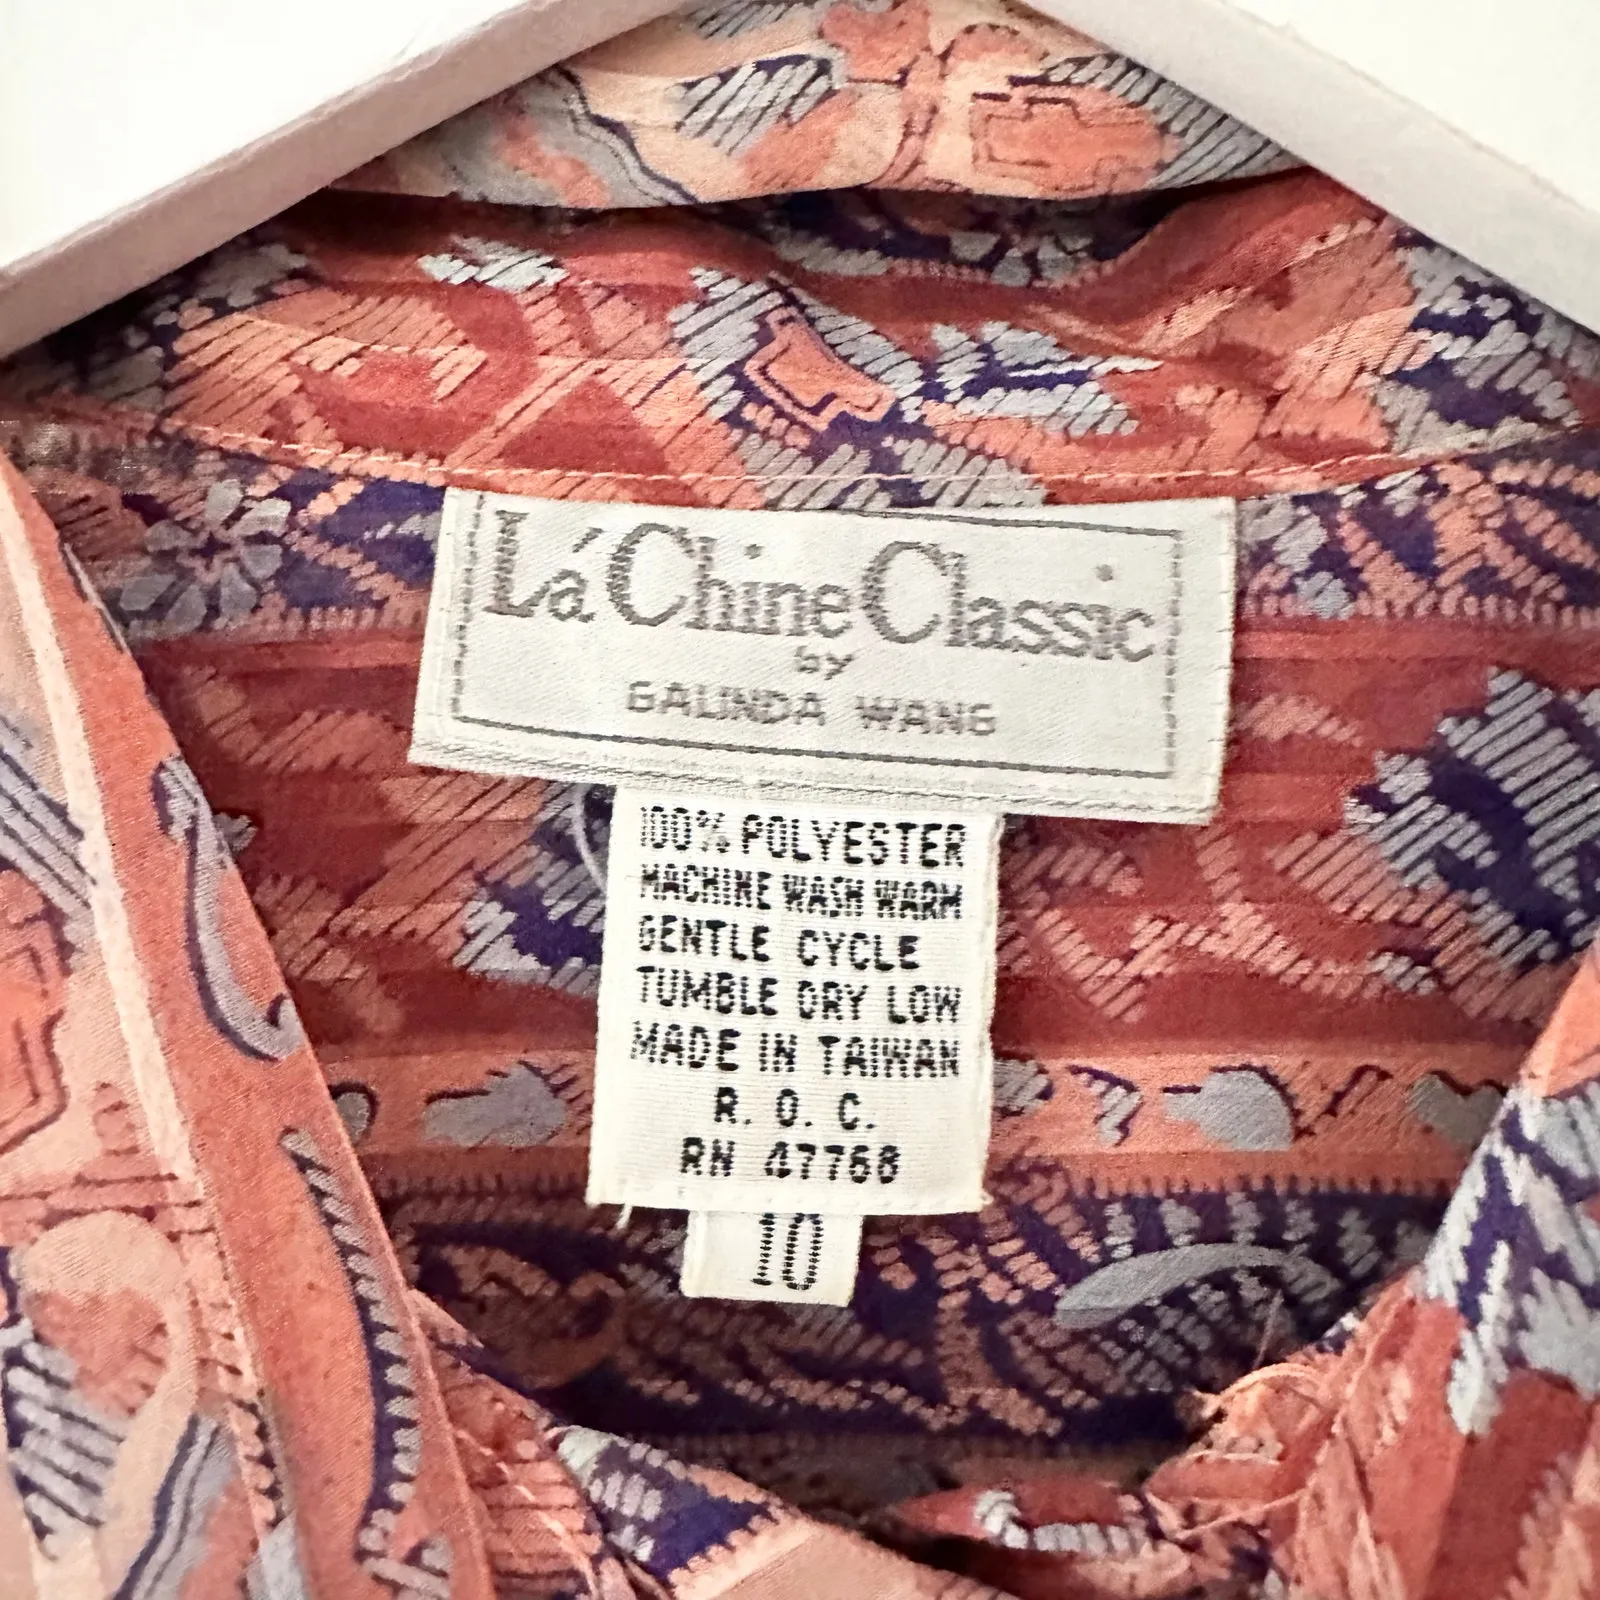 Lá Chine Classic
by
GALINDA WANG
100% POLYESTER
MACHINE WASH WARM
GENTLE CYCLE
TUMBLE DRY LOW
MADE IN TAIWAN
R. O. C.
RN 47768
10